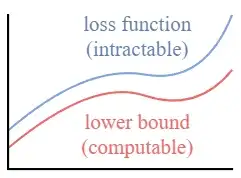 loss function
(intractable)
lower bound
(computable)